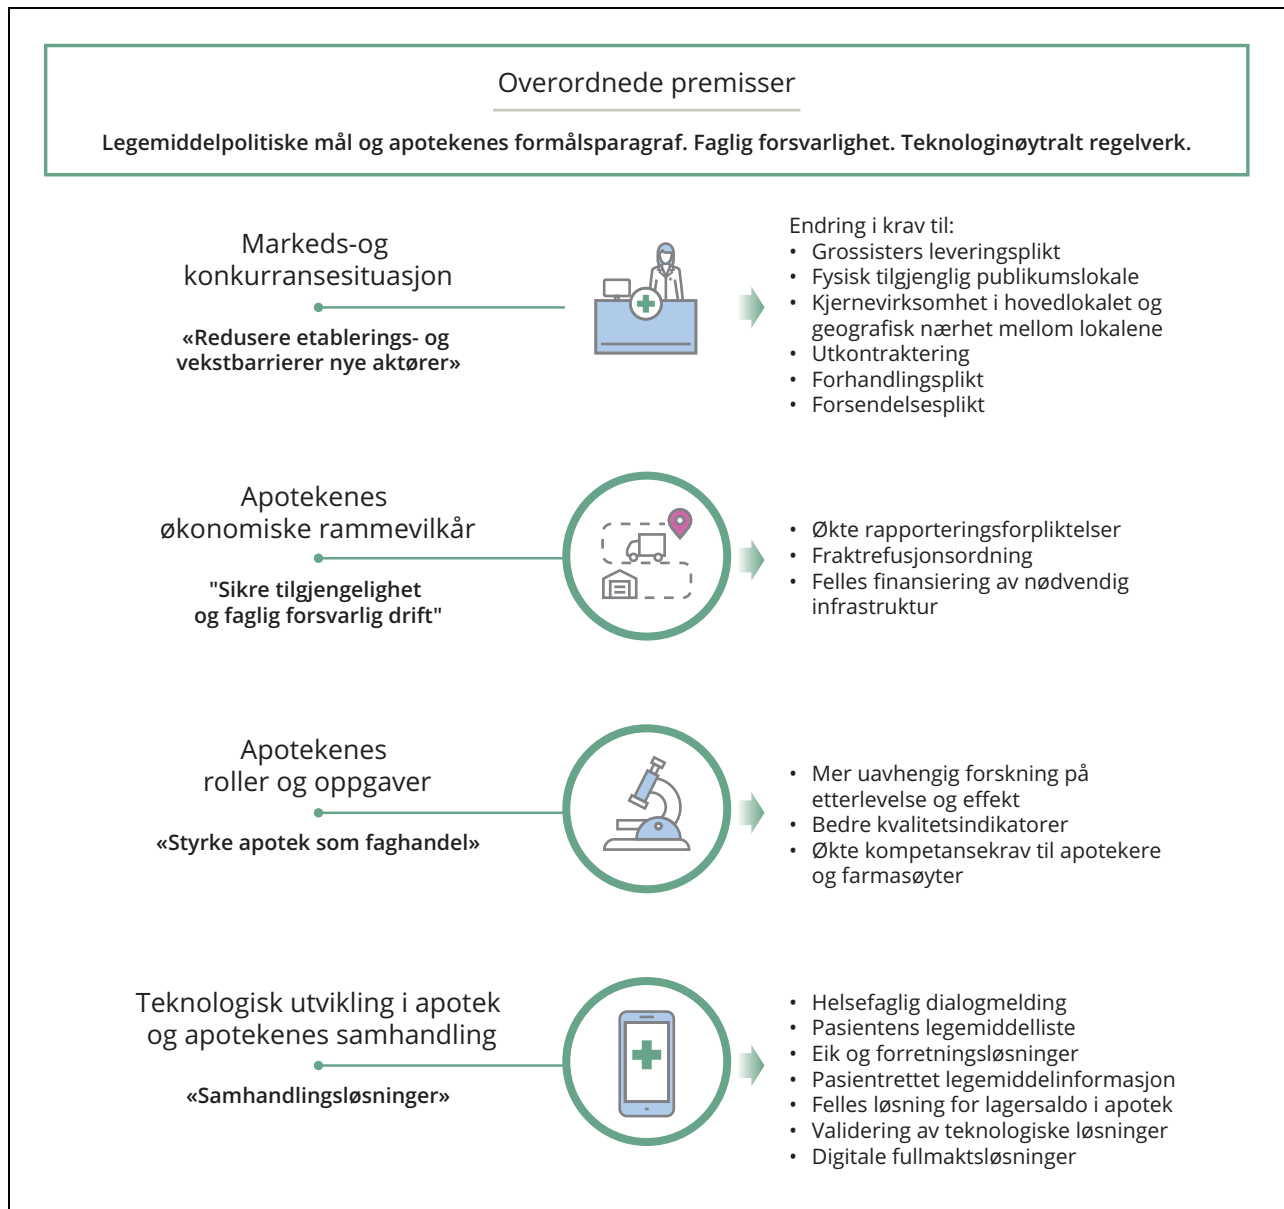 Overordnede premisser
Legemiddelpolitiske mål og apotekenes formålsparagraf. Faglig forsvarlighet. Teknologinøytralt regelverk.
Markeds-og
konkurransesituasjon
«Redusere etablerings- og
vekstbarrierer nye aktører»
Endring i krav til:
• Grossisters leveringsplikt
• Fysisk tilgjenglig publikumslokale
• Kjernevirksomhet i hovedlokalet og
geografisk nærhet mellom lokalene
• Utkontraktering
• Forhandlingsplikt
• Forsendelsesplikt
Apotekenes
økonomiske rammevilkår
"Sikre tilgjengelighet
og faglig forsvarlig drift"
• Økte rapporteringsforpliktelser
• Fraktrefusjonsordning
• Felles finansiering av nødvendig
infrastruktur
Apotekenes
roller og oppgaver
«Styrke apotek som faghandel»
• Mer uavhengig forskning på
etterlevelse og effekt
• Bedre kvalitetsindikatorer
• Økte kompetansekrav til apotekere
og farmasøyter
Teknologisk utvikling i apotek
og apotekenes samhandling
«Samhandlingsløsninger»
• Helsefaglig dialogmelding
• Pasientens legemiddelliste
• Eik og forretningsløsninger
• Pasientrettet legemiddelinformasjon
• Felles løsning for lagersaldo i apotek
• Validering av teknologiske løsninger
• Digitale fullmaktsløsninger